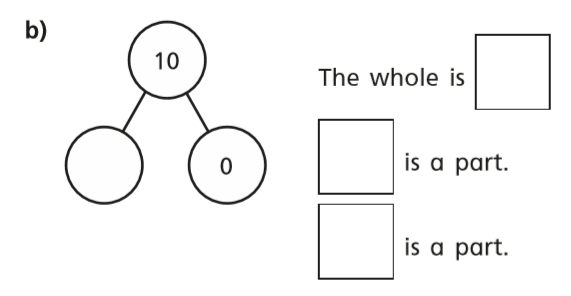 b)
10
0
The whole is
is a part.
is a part.